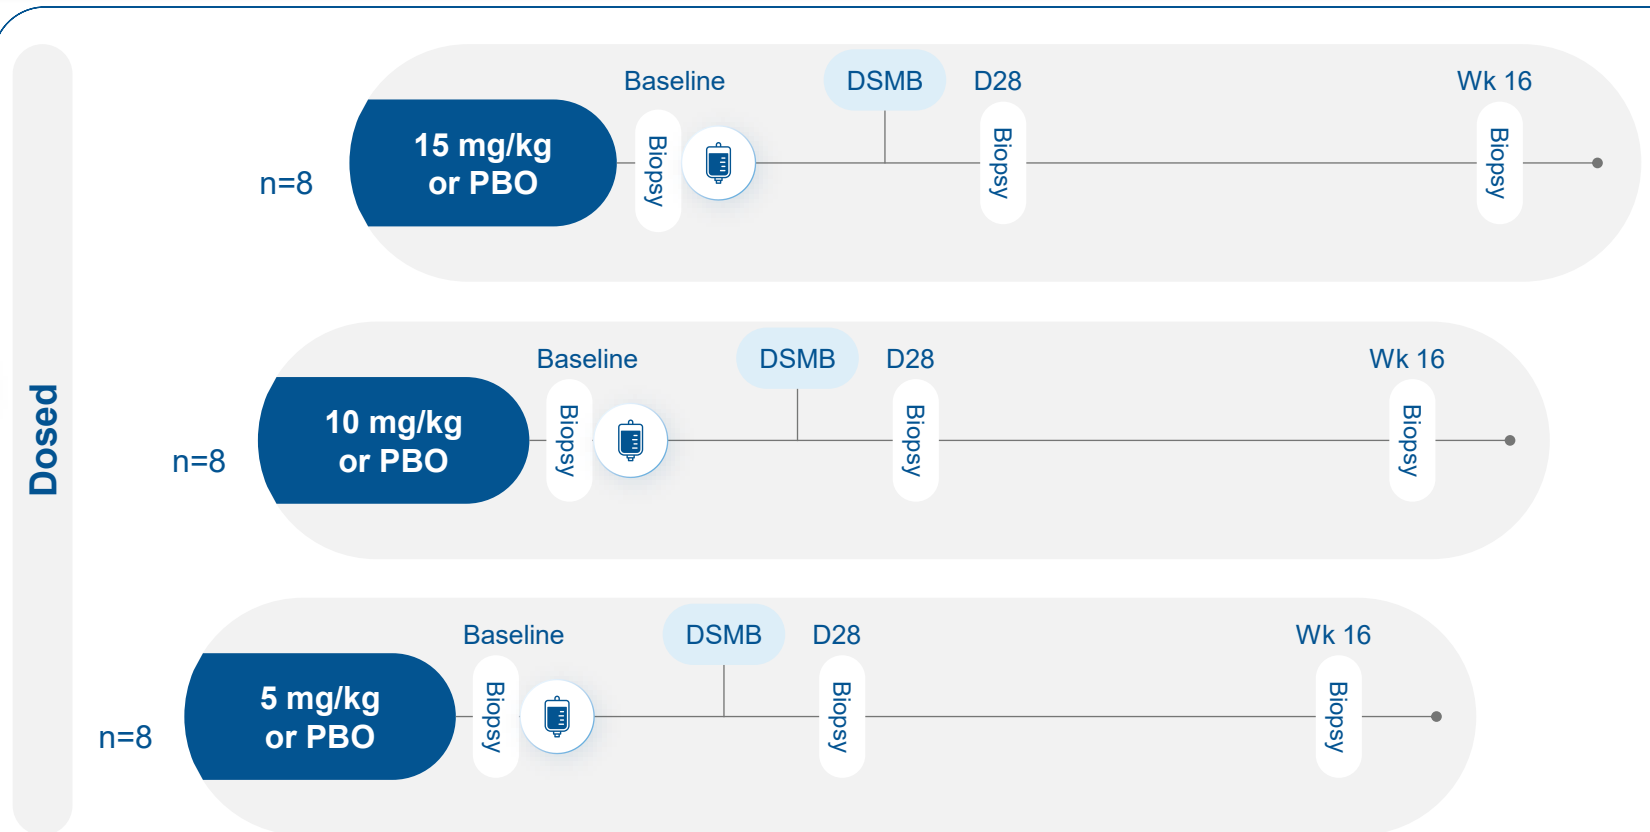 Dosed
Baseline
DSMB
D28
Wk 16
n=8
15 mg/kg
or PBO
Biopsy
Biopsy
Biopsy
Baseline
DSMB
D28
Wk 16
n=8
10 mg/kg
or PBO
Biopsy
Biopsy
Biopsy
Baseline
DSMB
D28
Wk 16
n=8
5 mg/kg
or PBO
Biopsy
Biopsy
Biopsy